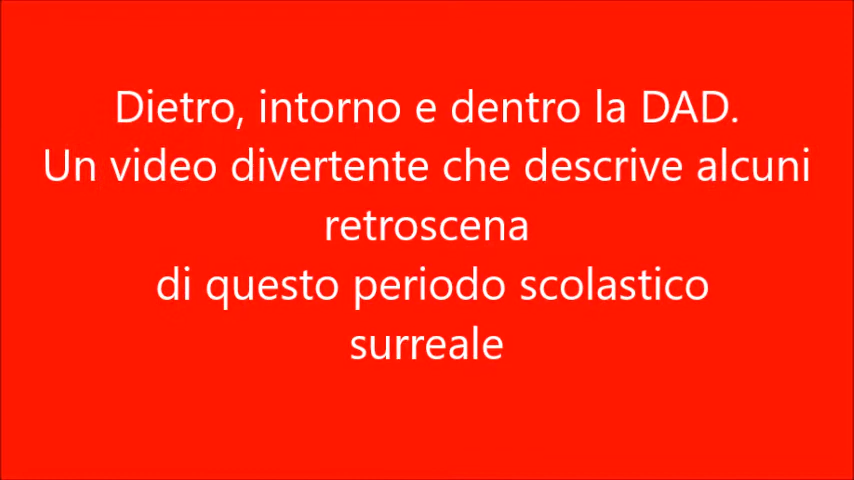 Dietro, intorno e dentro la DAD.
Un video divertente che descrive alcuni
retroscena
di questo periodo scolastico
surreale